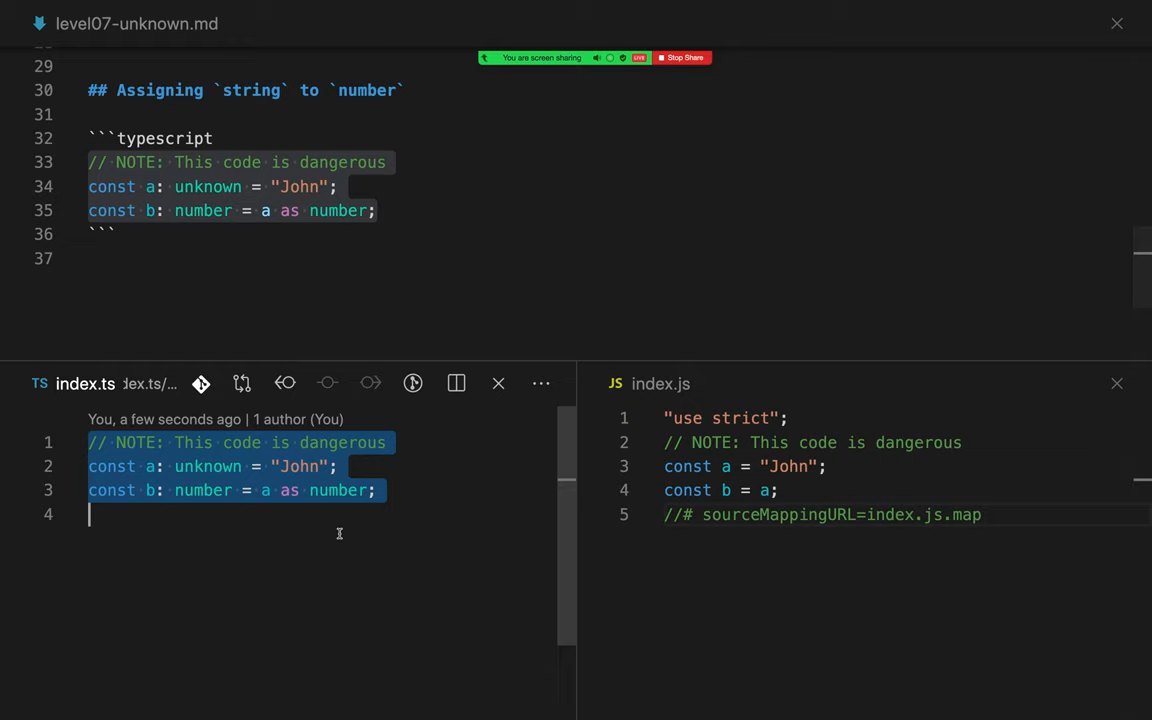 level07-unknown.md
You are screen sharing LIVE Stop Share
29
30 ## Assigning `string` to `number`
31
32 ```typescript
33 // NOTE: This code is dangerous
34 const a: unknown = "John";
35 const b: number = a as number;
36 ```
37
TS index.ts dex.ts/... ...
You, a few seconds ago | 1 author (You)
1 // NOTE: This code is dangerous
2 const a: unknown = "John";
3 const b: number = a as number;
4
JS index.js
1 "use strict";
2 // NOTE: This code is dangerous
3 const a = "John";
4 const b = a;
5 //# sourceMappingURL=index.js.map